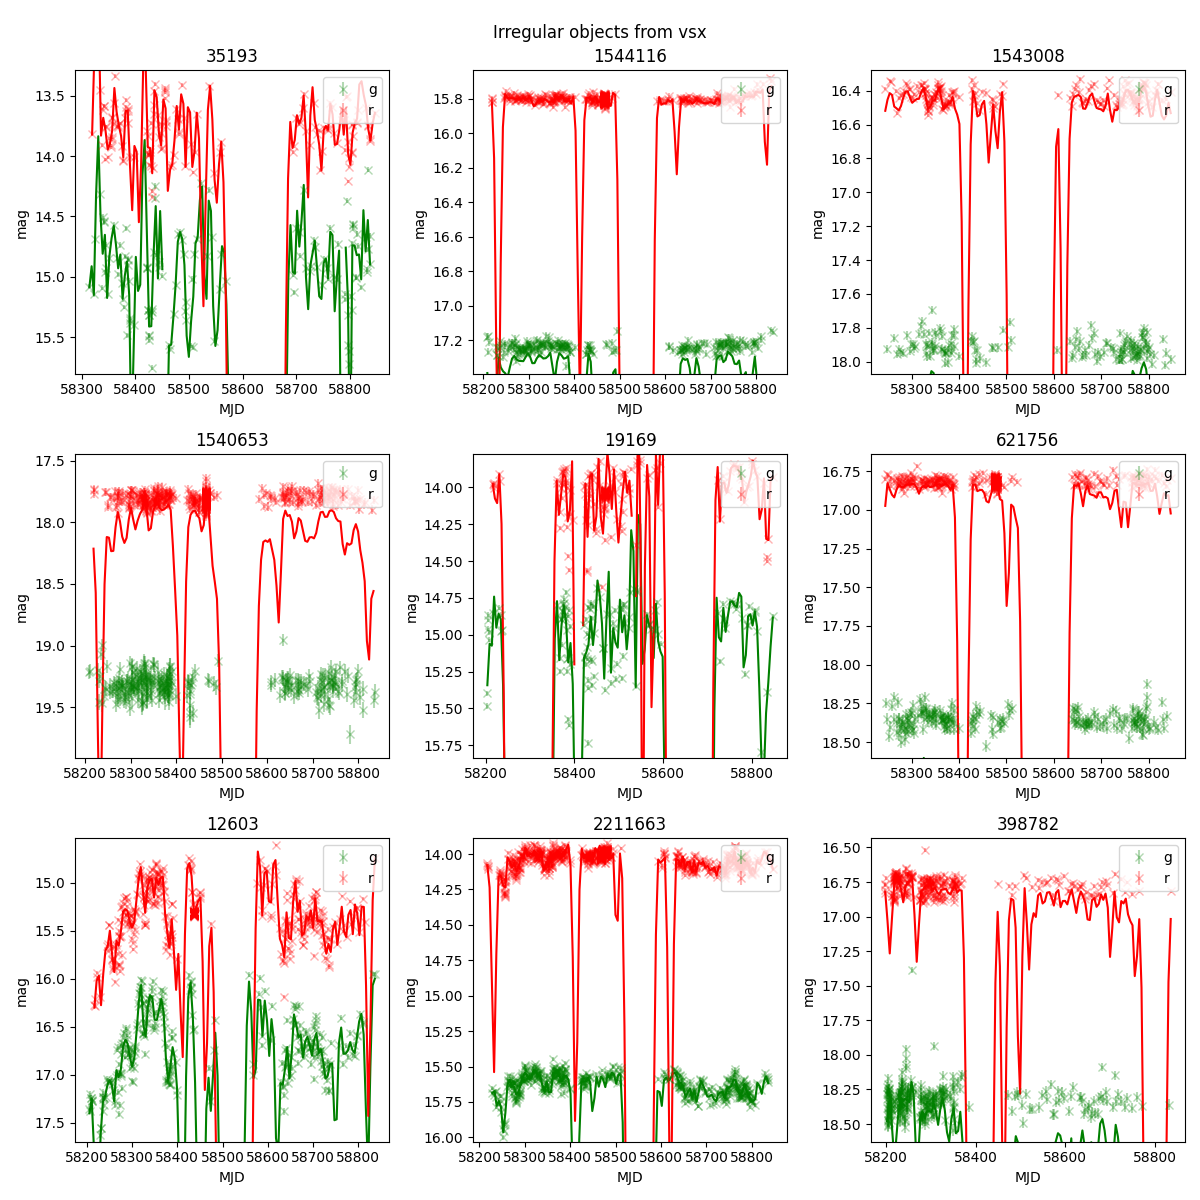 Irregular objects from vsx
35193
1544116
1543008
g
r
g
r
g
r
13.5
14.0
14.5
15.0
15.5
mag
58300 58400 58500 58600 58700 58800
MJD
15.8
16.0
16.2
16.4
16.6
16.8
17.0
17.2
mag
58200 58300 58400 58500 58600 58700 58800
MJD
16.4
16.6
16.8
17.0
17.2
17.4
17.6
17.8
18.0
mag
58300 58400 58500 58600 58700 58800
MJD
1540653
19169
621756
g
r
g
r
g
r
17.5
18.0
18.5
19.0
19.5
mag
58200 58300 58400 58500 58600 58700 58800
MJD
14.00
14.25
14.50
14.75
15.00
15.25
15.50
15.75
mag
58200 58400 58600 58800
MJD
16.75
17.00
17.25
17.50
17.75
18.00
18.25
18.50
mag
58300 58400 58500 58600 58700 58800
MJD
12603
2211663
398782
g
r
g
r
g
r
15.0
15.5
16.0
16.5
17.0
17.5
mag
58200 58300 58400 58500 58600 58700 58800
MJD
14.00
14.25
14.50
14.75
15.00
15.25
15.50
15.75
16.00
mag
58200 58300 58400 58500 58600 58700 58800
MJD
16.50
16.75
17.00
17.25
17.50
17.75
18.00
18.25
18.50
mag
58200 58400 58600 58800
MJD